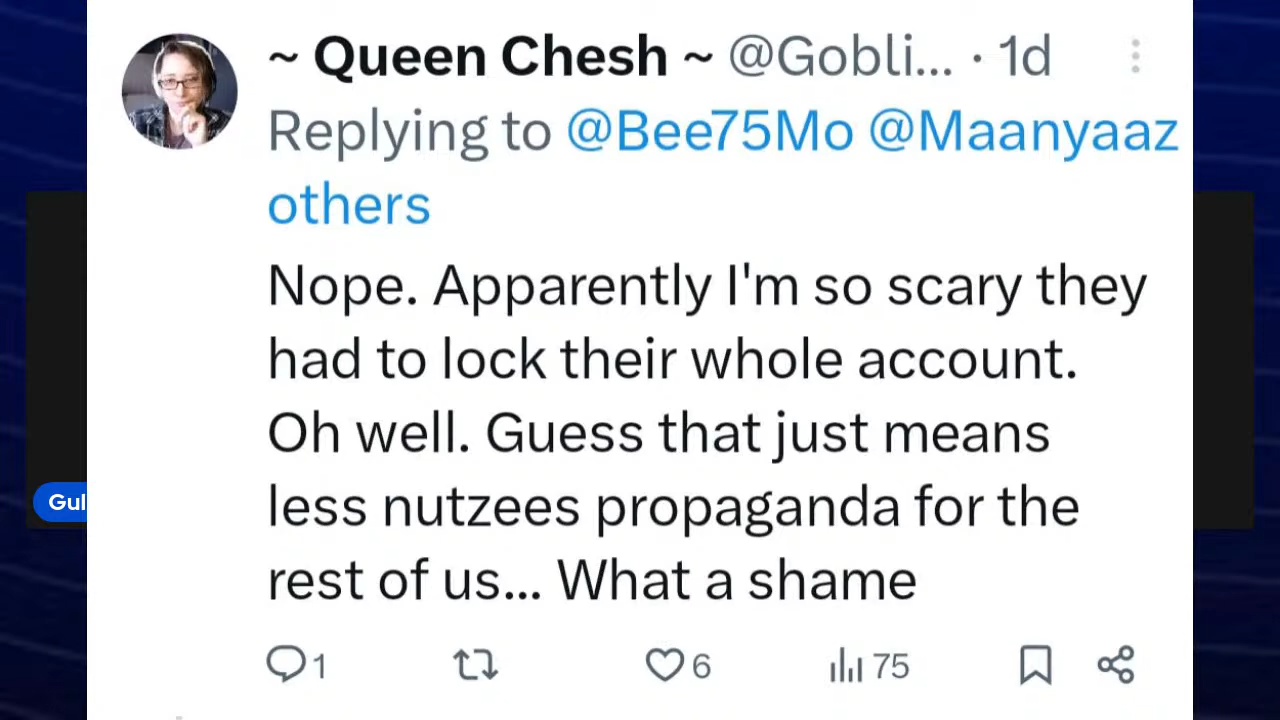 ~ Queen Chesh ~ @Gobli... · 1d
Replying to @Bee75Mo @Maanyaaz
others
Nope. Apparently I'm so scary they
had to lock their whole account.
Oh well. Guess that just means
less nutzees propaganda for the
rest of us... What a shame
1 6 75
Gul